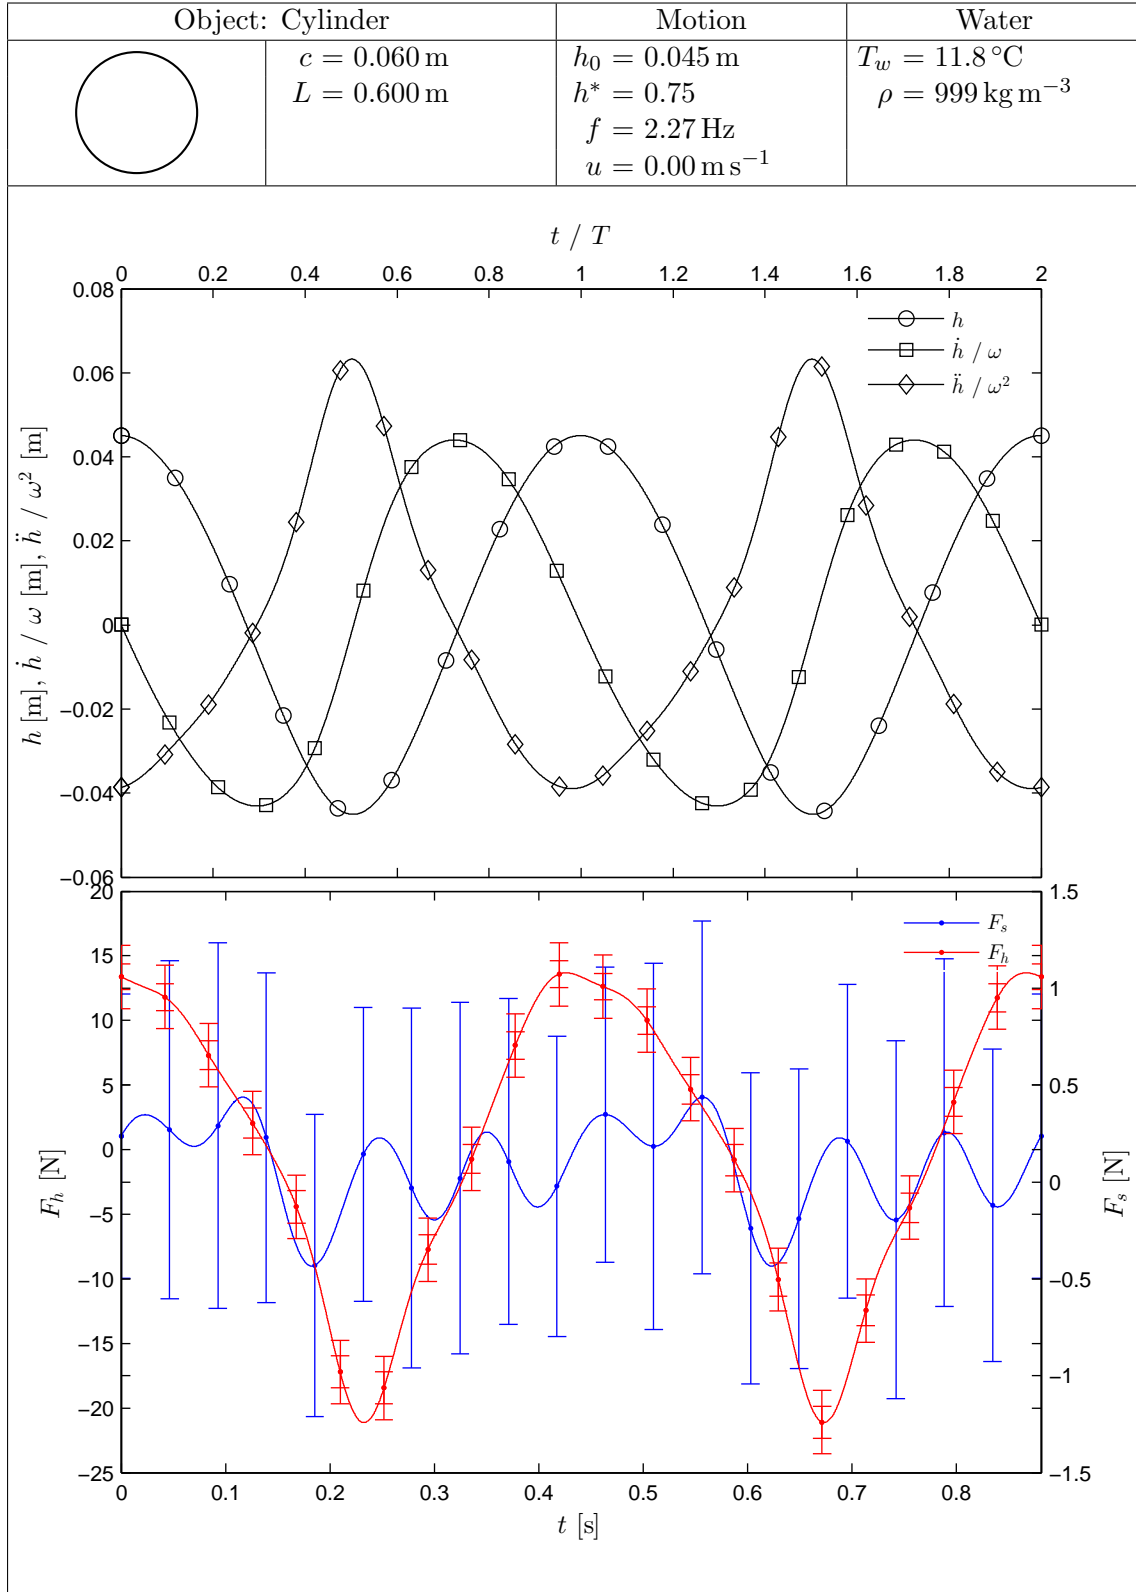 Object: Cylinder Motion Water
c = 0.060 m h₀ = 0.045 m T_w = 11.8 °C
L = 0.600 m h* = 0.75 ρ = 999 kg m⁻³
f = 2.27 Hz
u = 0.00 m s⁻¹
t / T
0 0.2 0.4 0.6 0.8 1 1.2 1.4 1.6 1.8 2
0.08
0.06
0.04
0.02
0
−0.02
−0.04
−0.06
h [m], ḣ / ω [m], ḧ / ω² [m]
h
ḣ / ω
ḧ / ω²
20
15
10
5
0
−5
−10
−15
−20
−25
F_h [N]
F_s
F_h
1.5
1
0.5
0
−0.5
−1
−1.5
F_s [N]
0 0.1 0.2 0.3 0.4 0.5 0.6 0.7 0.8
t [s]